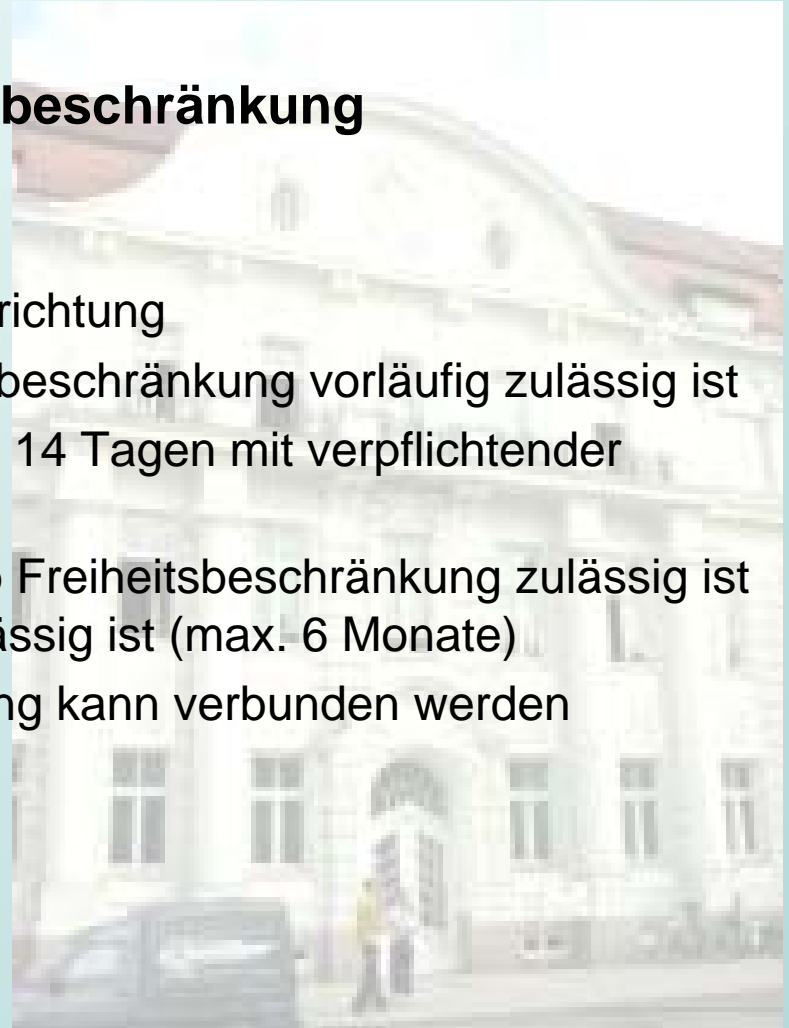 beschränkung
richtung
beschränkung vorläufig zulässig ist
14 Tagen mit verpflichtender
Freiheitsbeschränkung zulässig ist
ässig ist (max. 6 Monate)
ng kann verbunden werden